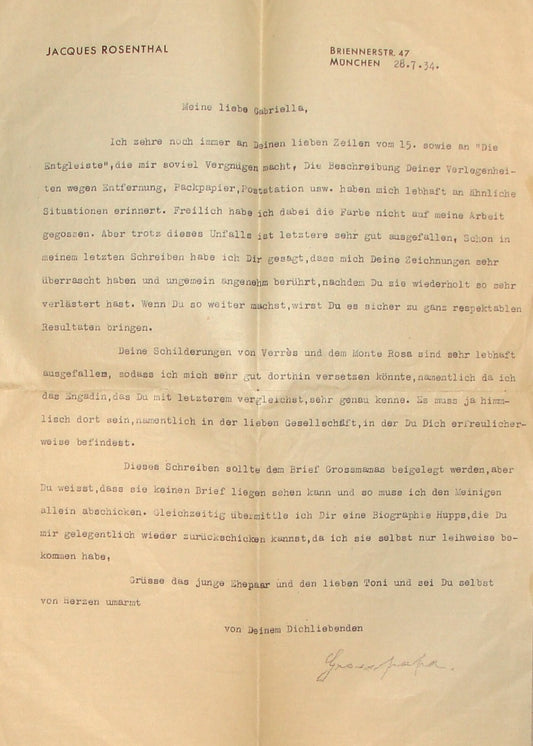 JACQUES ROSENTHAL
BRIENNERSTR. 47
MÜNCHEN 28.7.34.
Meine liebe Gabriella,
Ich zehre noch immer an Deinen lieben Zeilen vom 15. sowie an "Die
Entgleiste",die mir soviel Vergnügen macht, Die Beschreibung Deiner Verlegenhei-
ten wegen Entfernung, Packpapier,Poststation usw. haben mich lebhaft an ähnliche
Situationen erinnert. Freilich habe ich dabei die Farbe nicht auf meine Arbeit
gegossen. Aber trotz dieses Unfalls ist letztere sehr gut ausgefallen, Schon in
meinem letzten Schreiben habe ich Dir gesagt,dass mich Deine Zeichnungen sehr
überrascht haben und ungemein angenehm berührt,nachdem Du sie wiederholt so sehr
verlästert hast. Wenn Du so weiter machst,wirst Du es sicher zu ganz respektablen
Resultaten bringen.
Deine Schilderungen von Verrès und dem Monte Rosa sind sehr lebhaft
ausgefallen, sodass ich mich sehr gut dorthin versetzen könnte,namentlich da ich
das Engadin,das Du mit letzterem vergleichst,sehr genau kenne. Es muss ja himm-
lisch dort sein,namentlich in der lieben Gesellschaft,in der Du Dich erfreulicher-
weise befindest.
Dieses Schreiben sollte dem Brief Grossmamas beigelegt werden,aber
Du weisst,dass sie keinen Brief liegen sehen kann und so muse ich den Meinigen
allein abschicken. Gleichzeitig übermittle ich Dir eine Biographie Hupps,die Du
mir gelegentlich wieder zurückschicken kannst,da ich sie selbst nur leihweise be-
kommen habe,
Grüsse das junge Ehepaar und den lieben Toni und sei Du selbst
von Herzen umarmt
von Deinem Dichliebenden
Grosspapa.